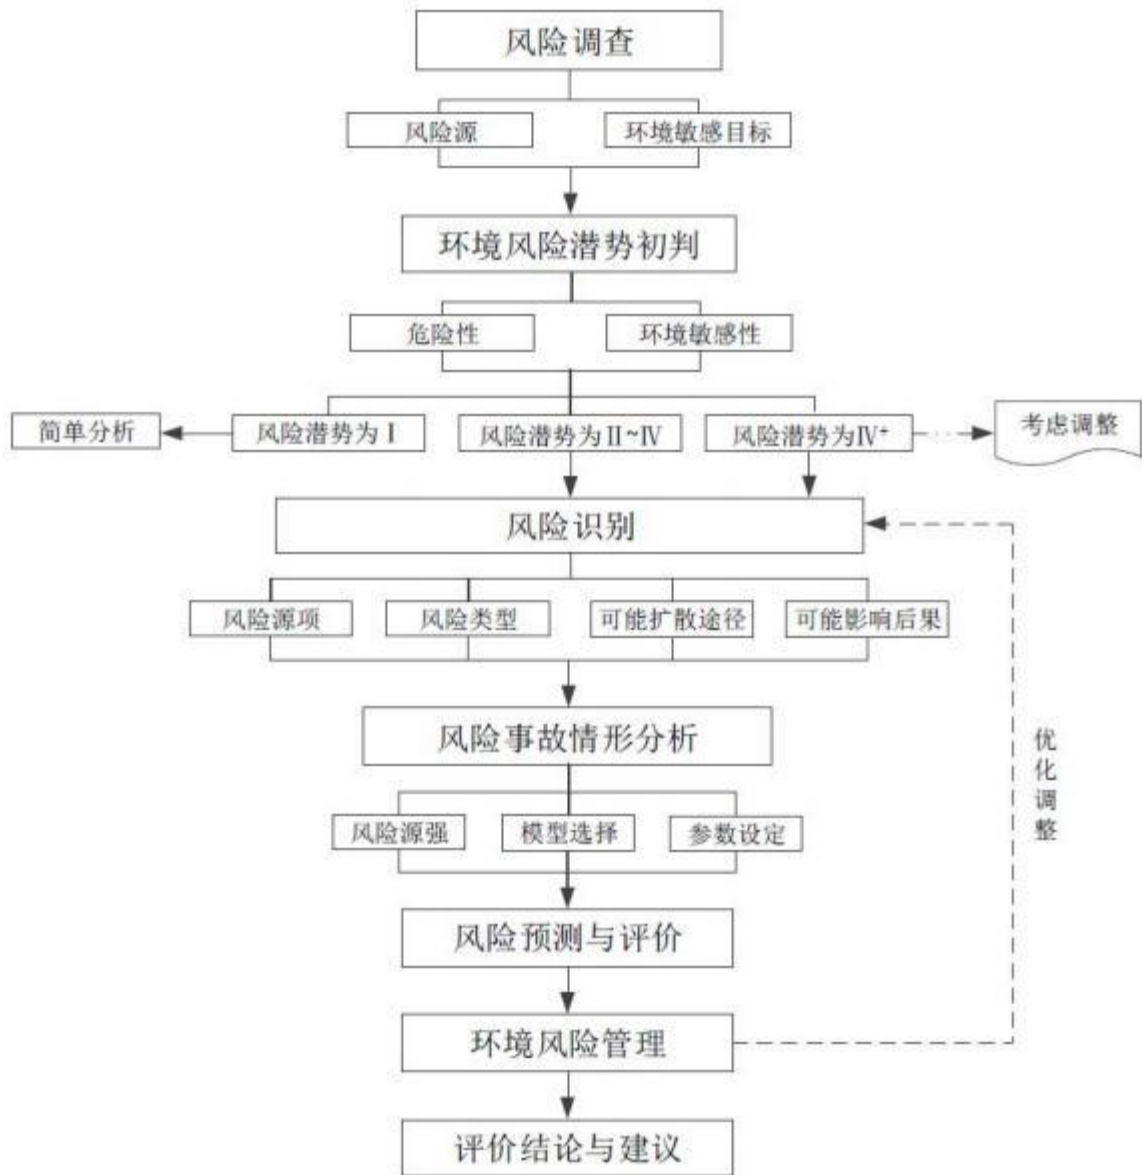 风险调查
风险源
环境敏感目标
环境风险潜势初判
危险性
环境敏感性
简单分析
风险潜势为Ⅰ
风险潜势为Ⅱ~Ⅳ
风险潜势为Ⅳ⁺
考虑调整
风险识别
风险源项
风险类型
可能扩散途径
可能影响后果
风险事故情形分析
优化调整
风险源强
模型选择
参数设定
风险预测与评价
环境风险管理
评价结论与建议